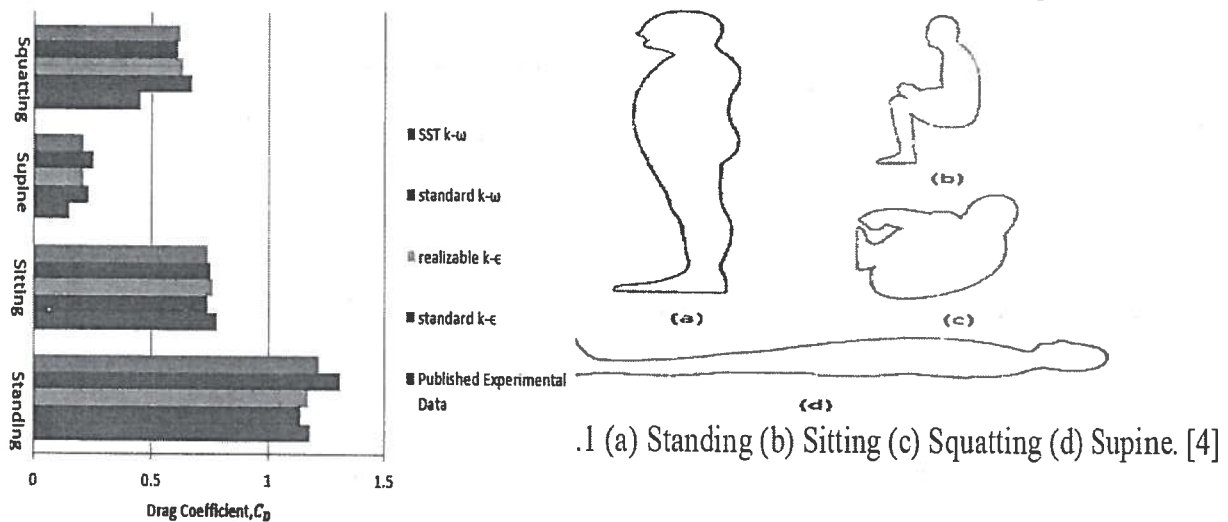 Squatting
Supine
Sitting
Standing
0
0.5
1
1.5
Drag Coefficient,C_D
SST k-ω
standard k-ω
realizable k-ϵ
standard k-ϵ
Published Experimental
Data
(a)
(b)
(c)
(d)
.1 (a) Standing (b) Sitting (c) Squatting (d) Supine. [4]